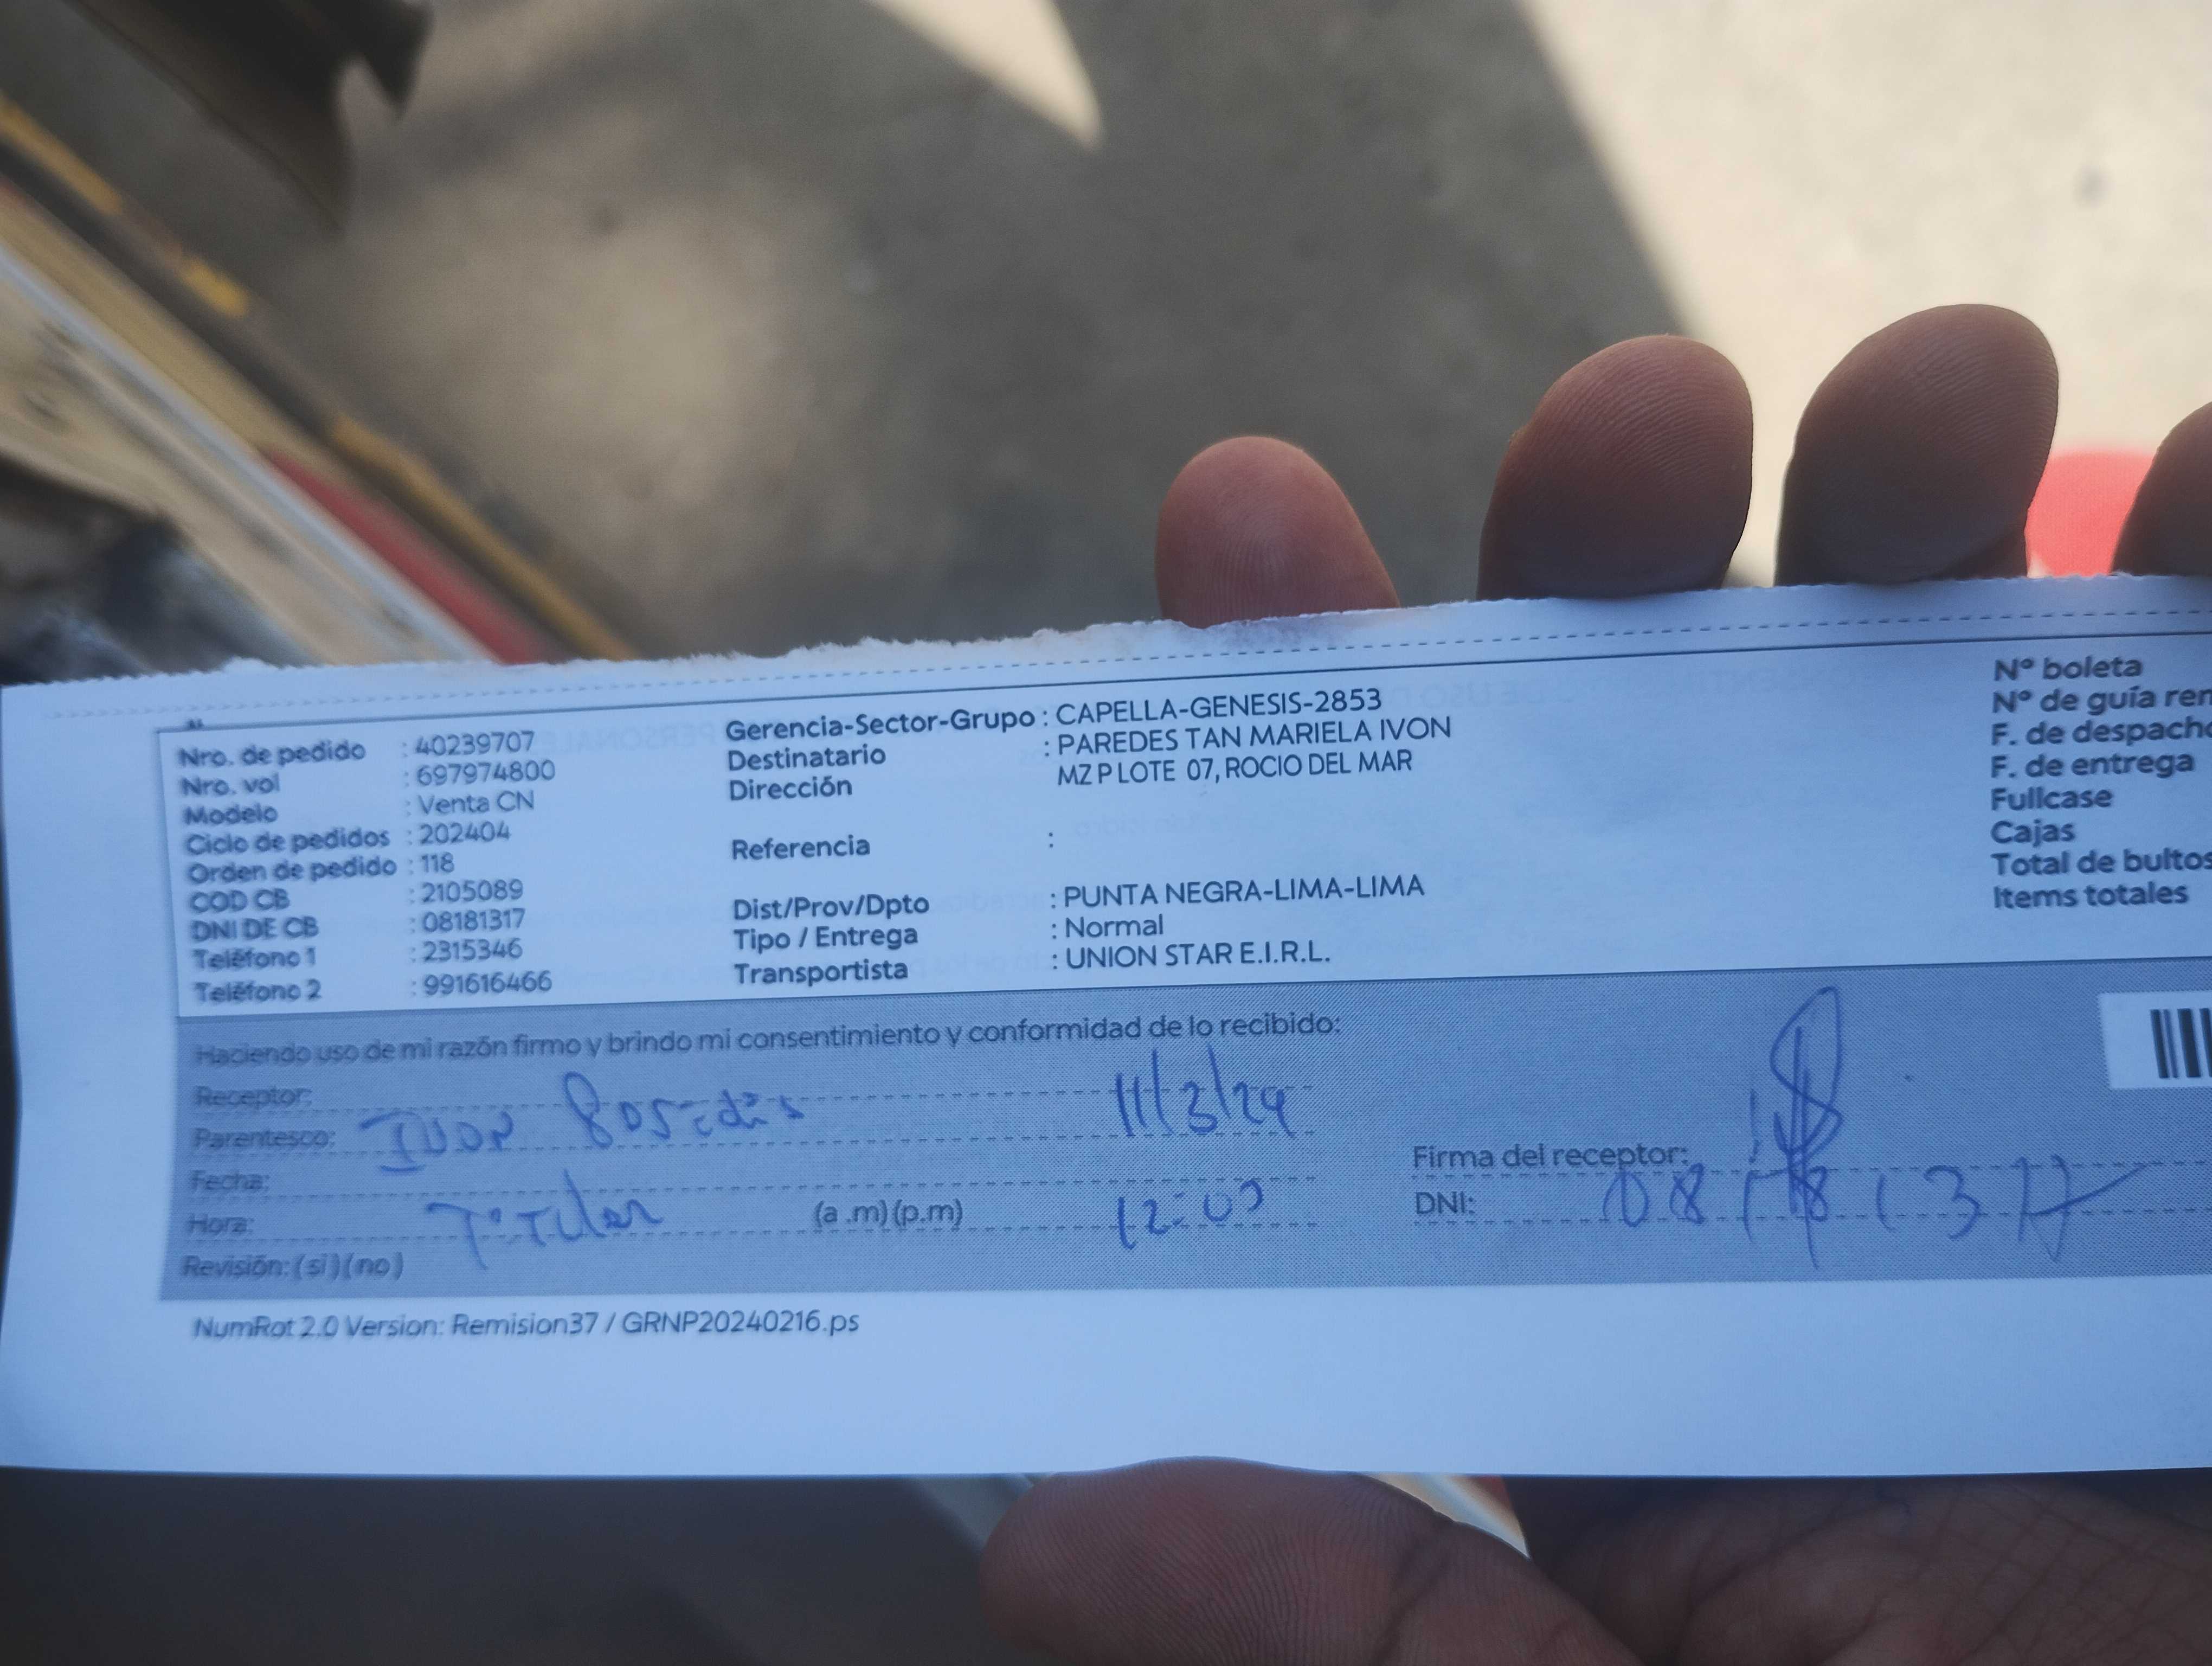 Nro. de pedido : 40239707
Nro. vol : 697974800
Modelo : Venta CN
Ciclo de pedidos : 202404
Orden de pedido : 118
COD CB : 2105089
DNI DE CB : 08181317
Teléfono 1 : 2315346
Teléfono 2 : 991616466
Gerencia-Sector-Grupo : CAPELLA-GENESIS-2853
Destinatario : PAREDES TAN MARIELA IVON
Dirección MZ P LOTE 07, ROCIO DEL MAR
Referencia :
Dist/Prov/Dpto : PUNTA NEGRA-LIMA-LIMA
Tipo / Entrega : Normal
Transportista : UNION STAR E.I.R.L.
Nº boleta
Nº de guía rem
F. de despacho
F. de entrega
Fullcase
Cajas
Total de bultos
Items totales
Haciendo uso de mi razón firmo y brindo mi consentimiento y conformidad de lo recibido:
Receptor:
Parentesco: Ivon 11/3/24
Fecha:
Hora: Titular (a .m)(p.m) 12:03
Revisión: (si)(no)
Firma del receptor:
DNI: 08181317
NumRot 2.0 Version: Remision37 / GRNP20240216.ps